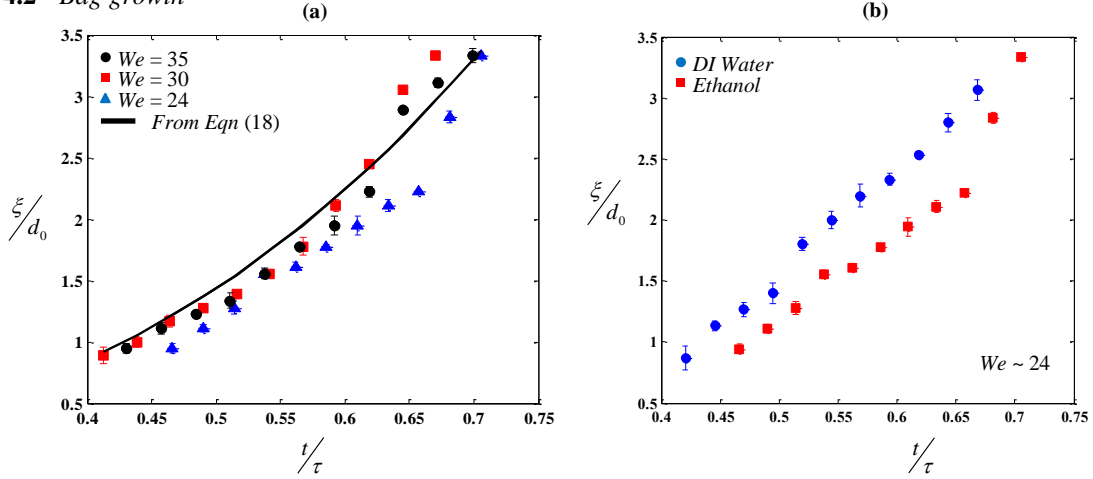 4.2 Bag growth
(a)
3.5
3
2.5
2
1.5
1
0.5
ξ/d0
We = 35
We = 30
We = 24
From Eqn (18)
0.4 0.45 0.5 0.55 0.6 0.65 0.7 0.75
t/τ
(b)
3.5
3
2.5
2
1.5
1
0.5
ξ/d0
DI Water
Ethanol
We ~ 24
0.4 0.45 0.5 0.55 0.6 0.65 0.7 0.75
t/τ